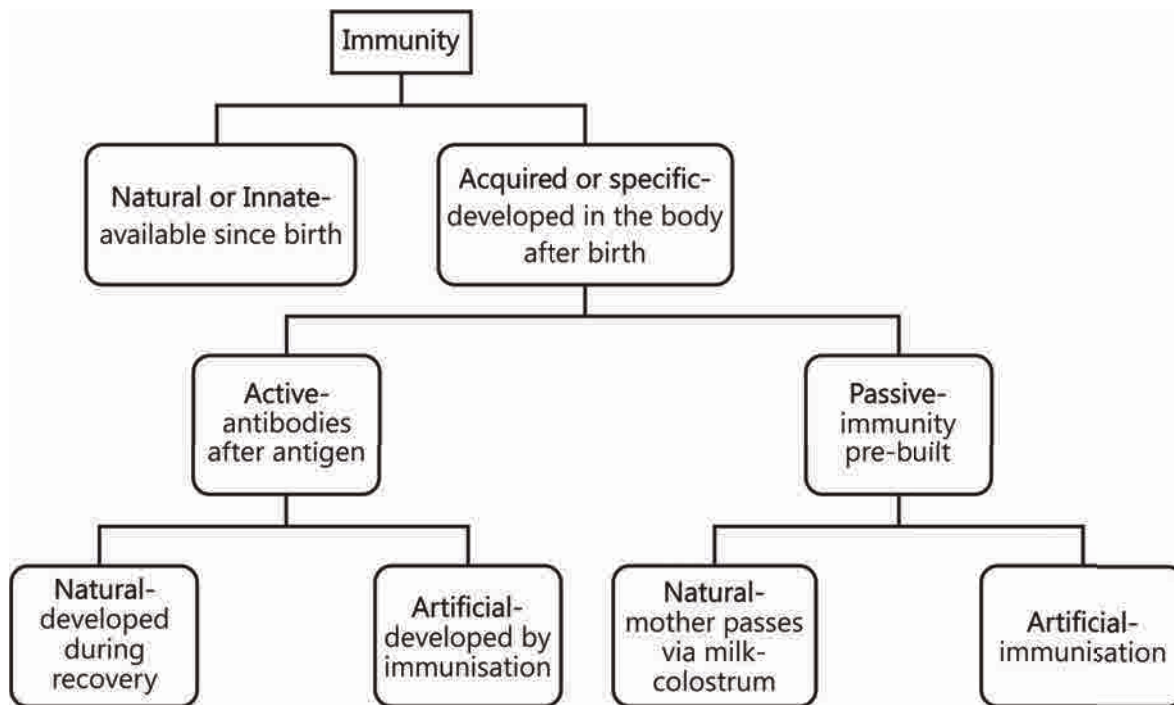 Immunity
Natural or Innate-
available since birth
Acquired or specific-
developed in the body
after birth
Active-
antibodies
after antigen
Passive-
immunity
pre-built
Natural-
developed
during
recovery
Artificial-
developed by
immunisation
Natural-
mother passes
via milk-
colostrum
Artificial-
immunisation